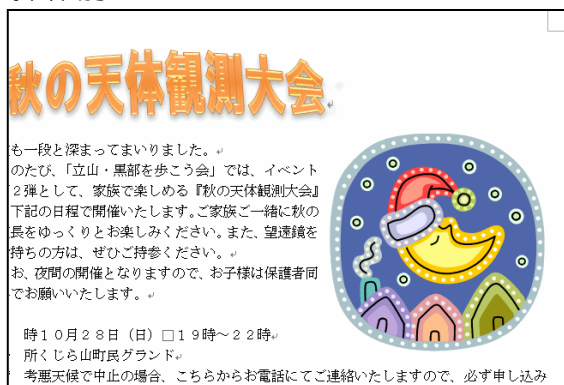 秋の天体観測大会
も一段と深まってまいりました。
のたび、「立山・黒部を歩こう会」では、イベント
2弾として、家族で楽しめる『秋の天体観測大会』
下記の日程で開催いたします。ご家族ご一緒に秋の
長をゆっくりとお楽しみください。また、望遠鏡を
持ちの方は、ぜひご持参ください。
お、夜間の開催となりますので、お子様は保護者同
でお願いいたします。
時10月28日（日）□19時～22時
所くじら山町民グランド
考悪天候で中止の場合、こちらからお電話にてご連絡いたしますので、必ず申し込み